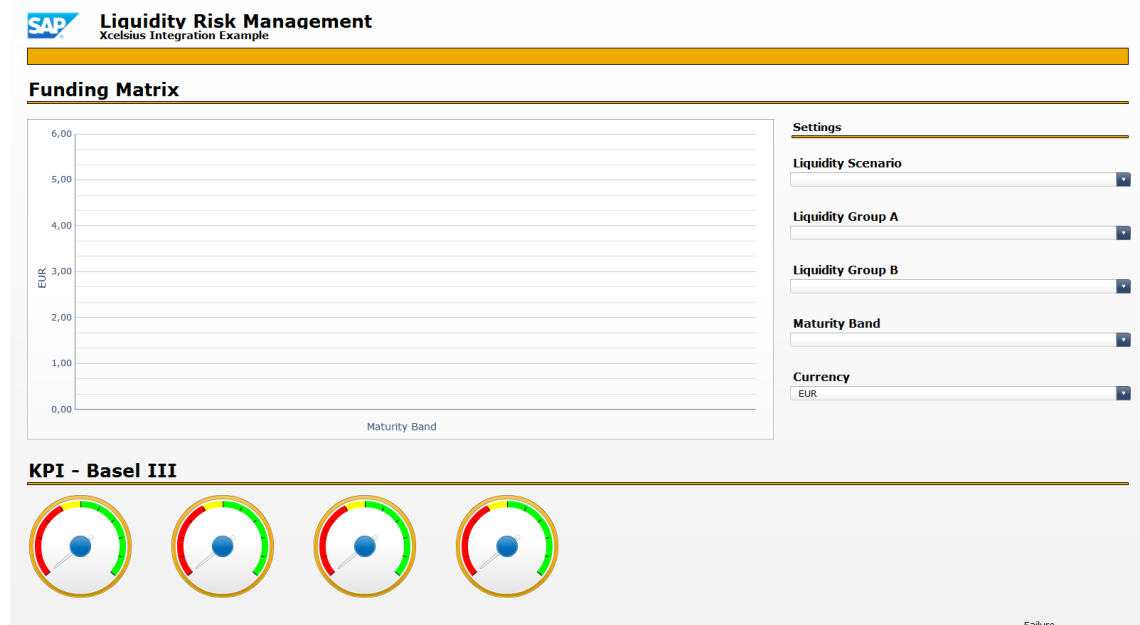 SAP
Liquidity Risk Management
Xcelsius Integration Example
Funding Matrix
6,00
5,00
4,00
3,00
2,00
1,00
0,00
EUR
Maturity Band
Settings
Liquidity Scenario
Liquidity Group A
Liquidity Group B
Maturity Band
Currency
EUR
KPI - Basel III
Failure